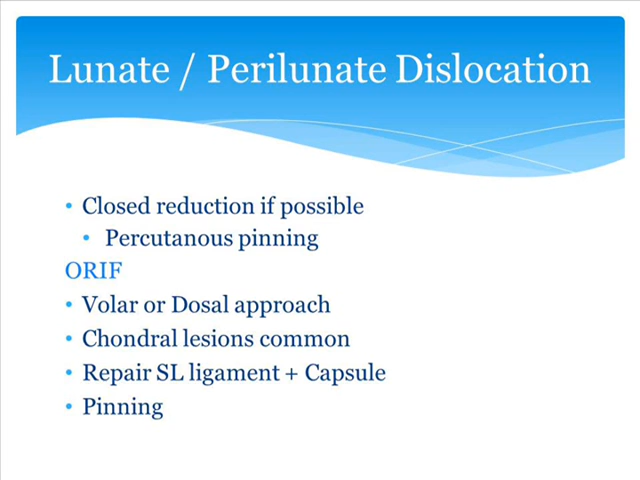 Lunate / Perilunate Dislocation
• Closed reduction if possible
• Percutanous pinning
ORIF
• Volar or Dosal approach
• Chondral lesions common
• Repair SL ligament + Capsule
• Pinning